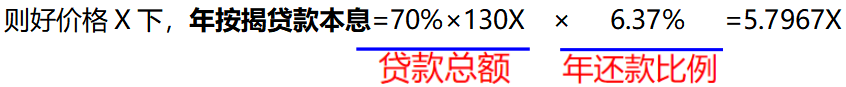 则好价格 X 下，年按揭贷款本息=70%×130X × 6.37% =5.7967X
贷款总额 年还款比例